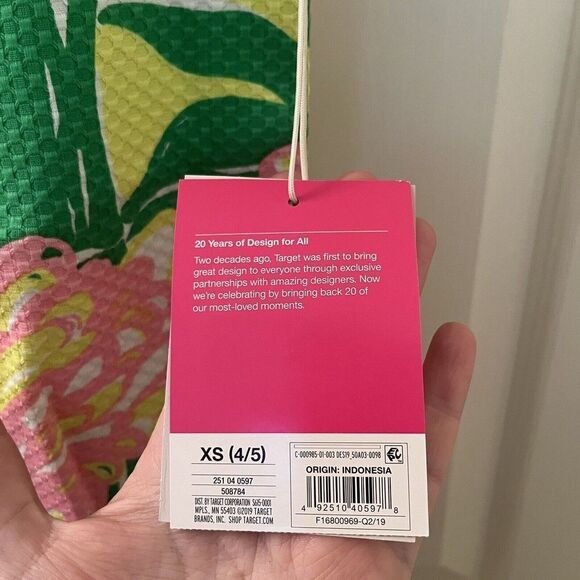 20 Years of Design for All
Two decades ago, Target was first to bring
great design to everyone through exclusive
partnerships with amazing designers. Now
we're celebrating by bringing back 20 of
our most-loved moments.
XS (4/5)
251 04 0597
508784
DIST. BY TARGET CORPORATION 5615-0001
MPLS., MN 55403 ©2019 TARGET
BRANDS, INC. SHOP TARGET.COM
C-000985-01-003 DES19_50A03-0098
ORIGIN: INDONESIA
4 92510 40597 8
F16800969-Q2/19